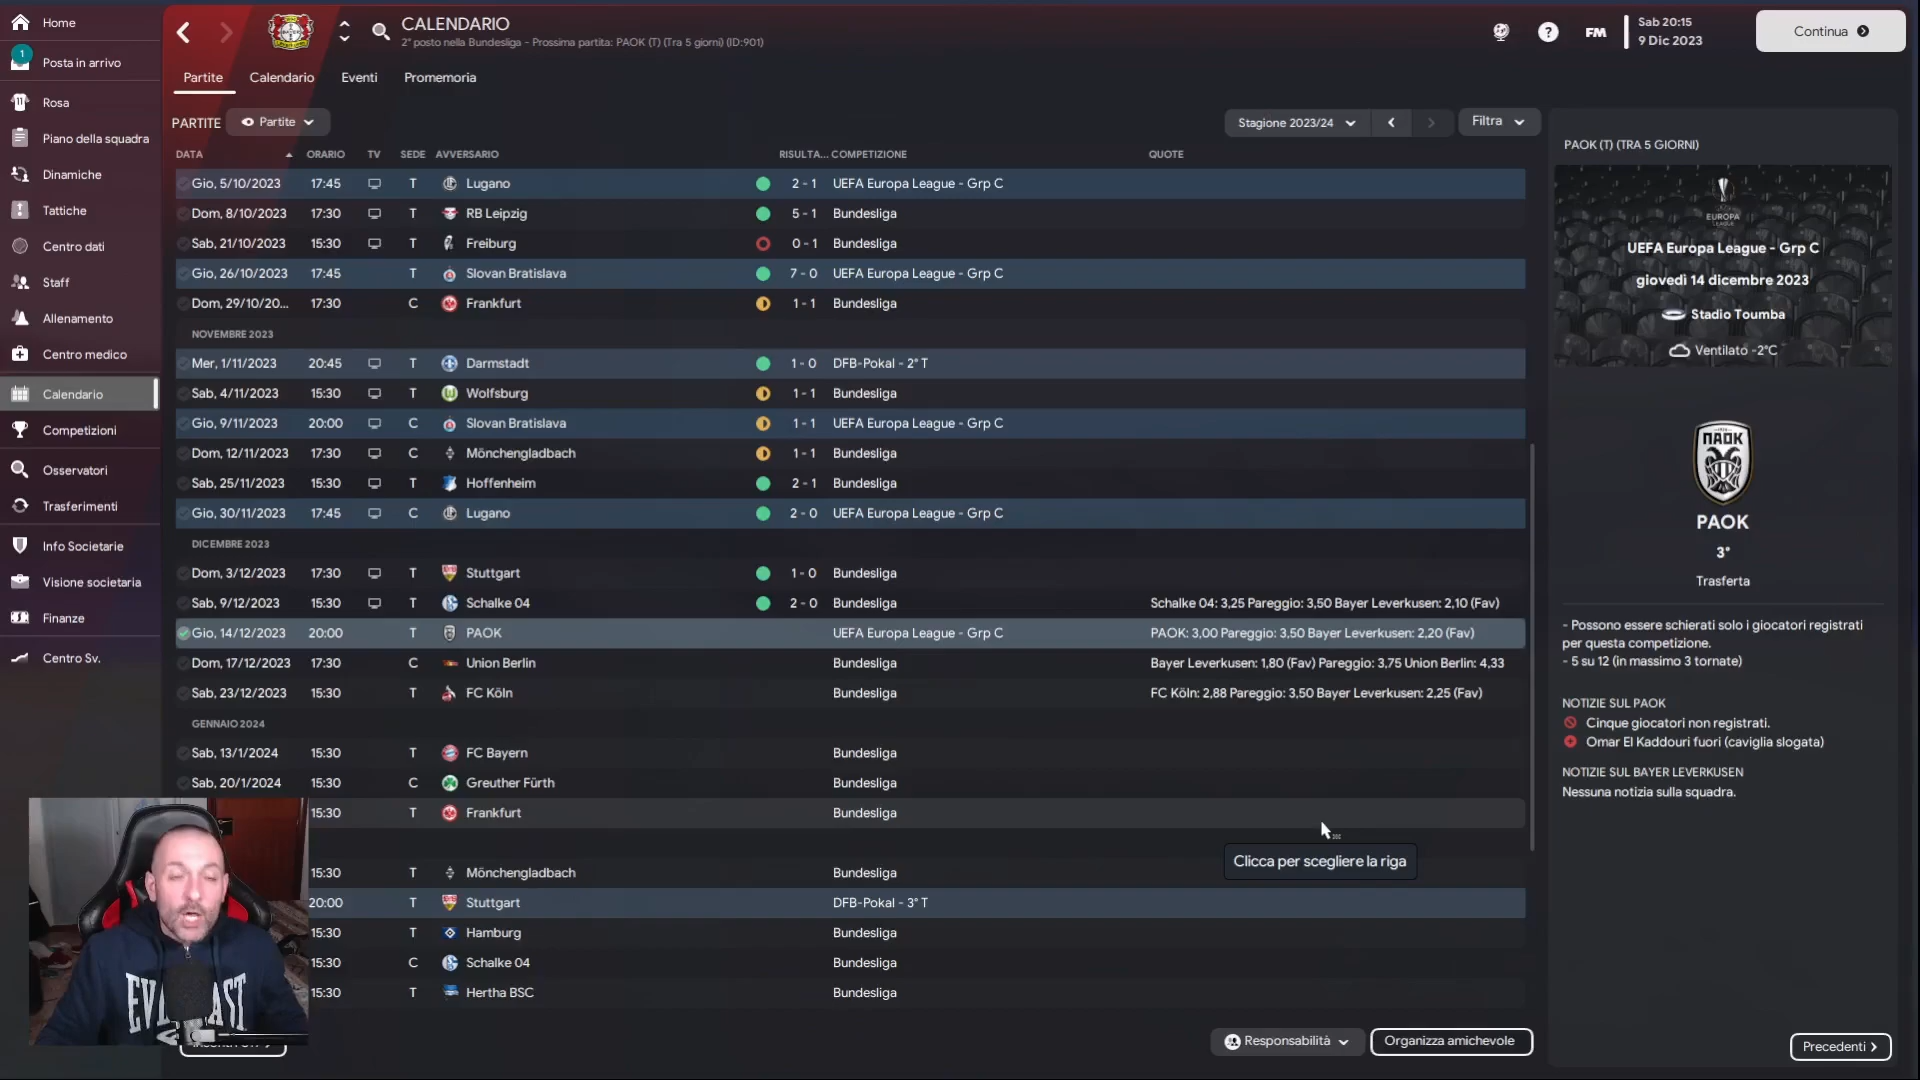 Home
1
Posta in arrivo
Rosa
Piano della squadra
Dinamiche
Tattiche
Centro dati
Staff
Allenamento
Centro medico
Calendario
Competizioni
Osservatori
Trasferimenti
Info Societarie
Visione societaria
Finanze
Centro Sv.
CALENDARIO
2° posto nella Bundesliga - Prossima partita: PAOK (T) (Tra 5 giorni) (ID:901)
FM
Sab 20:15
9 Dic 2023
Continua
Partite Calendario Eventi Promemoria
PARTITE Partite Stagione 2023/24 Filtra
DATA ORARIO TV SEDE AVVERSARIO RISULTA... COMPETIZIONE QUOTE
Gio, 5/10/2023 17:45 T Lugano 2 - 1 UEFA Europa League - Grp C
Dom, 8/10/2023 17:30 T RB Leipzig 5 - 1 Bundesliga
Sab, 21/10/2023 15:30 T Freiburg 0 - 1 Bundesliga
Gio, 26/10/2023 17:45 T Slovan Bratislava 7 - 0 UEFA Europa League - Grp C
Dom, 29/10/20... 17:30 C Frankfurt 1 - 1 Bundesliga
NOVEMBRE 2023
Mer, 1/11/2023 20:45 T Darmstadt 1 - 0 DFB-Pokal - 2° T
Sab, 4/11/2023 15:30 T Wolfsburg 1 - 1 Bundesliga
Gio, 9/11/2023 20:00 C Slovan Bratislava 1 - 1 UEFA Europa League - Grp C
Dom, 12/11/2023 17:30 C Mönchengladbach 1 - 1 Bundesliga
Sab, 25/11/2023 15:30 T Hoffenheim 2 - 1 Bundesliga
Gio, 30/11/2023 17:45 C Lugano 2 - 0 UEFA Europa League - Grp C
DICEMBRE 2023
Dom, 3/12/2023 17:30 T Stuttgart 1 - 0 Bundesliga
Sab, 9/12/2023 15:30 T Schalke 04 2 - 0 Bundesliga Schalke 04: 3,25 Pareggio: 3,50 Bayer Leverkusen: 2,10 (Fav)
Gio, 14/12/2023 20:00 T PAOK UEFA Europa League - Grp C PAOK: 3,00 Pareggio: 3,50 Bayer Leverkusen: 2,20 (Fav)
Dom, 17/12/2023 17:30 C Union Berlin Bundesliga Bayer Leverkusen: 1,80 (Fav) Pareggio: 3,75 Union Berlin: 4,33
Sab, 23/12/2023 15:30 T FC Köln Bundesliga FC Köln: 2,88 Pareggio: 3,50 Bayer Leverkusen: 2,25 (Fav)
GENNAIO 2024
Sab, 13/1/2024 15:30 T FC Bayern Bundesliga
Sab, 20/1/2024 15:30 C Greuther Fürth Bundesliga
15:30 T Frankfurt Bundesliga
Clicca per scegliere la riga
15:30 T Mönchengladbach Bundesliga
20:00 T Stuttgart DFB-Pokal - 3° T
15:30 T Hamburg Bundesliga
15:30 C Schalke 04 Bundesliga
15:30 T Hertha BSC Bundesliga
Responsabilità
Organizza amichevole
PAOK (T) (TRA 5 GIORNI)
EUROPA
LEAGUE
UEFA Europa League - Grp C
giovedì 14 dicembre 2023
Stadio Toumba
Ventilato -2°C
ΠΑΟΚ
PAOK
3°
Trasferta
- Possono essere schierati solo i giocatori registrati
per questa competizione.
- 5 su 12 (in massimo 3 tornate)
NOTIZIE SUL PAOK
Cinque giocatori non registrati.
Omar El Kaddouri fuori (caviglia slogata)
NOTIZIE SUL BAYER LEVERKUSEN
Nessuna notizia sulla squadra.
Precedenti